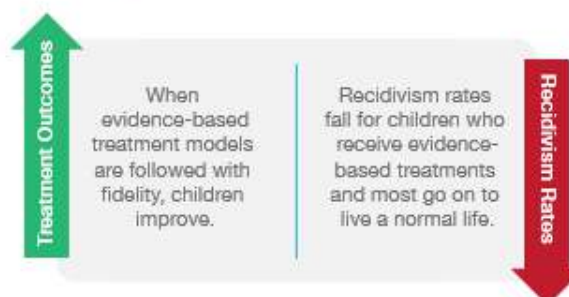 Treatment Outcomes
When
evidence-based
treatment models
are followed with
fidelity, children
improve.
Recidivism rates
fall for children who
receive evidence-
based treatments
and most go on to
live a normal life.
Recidivism Rates